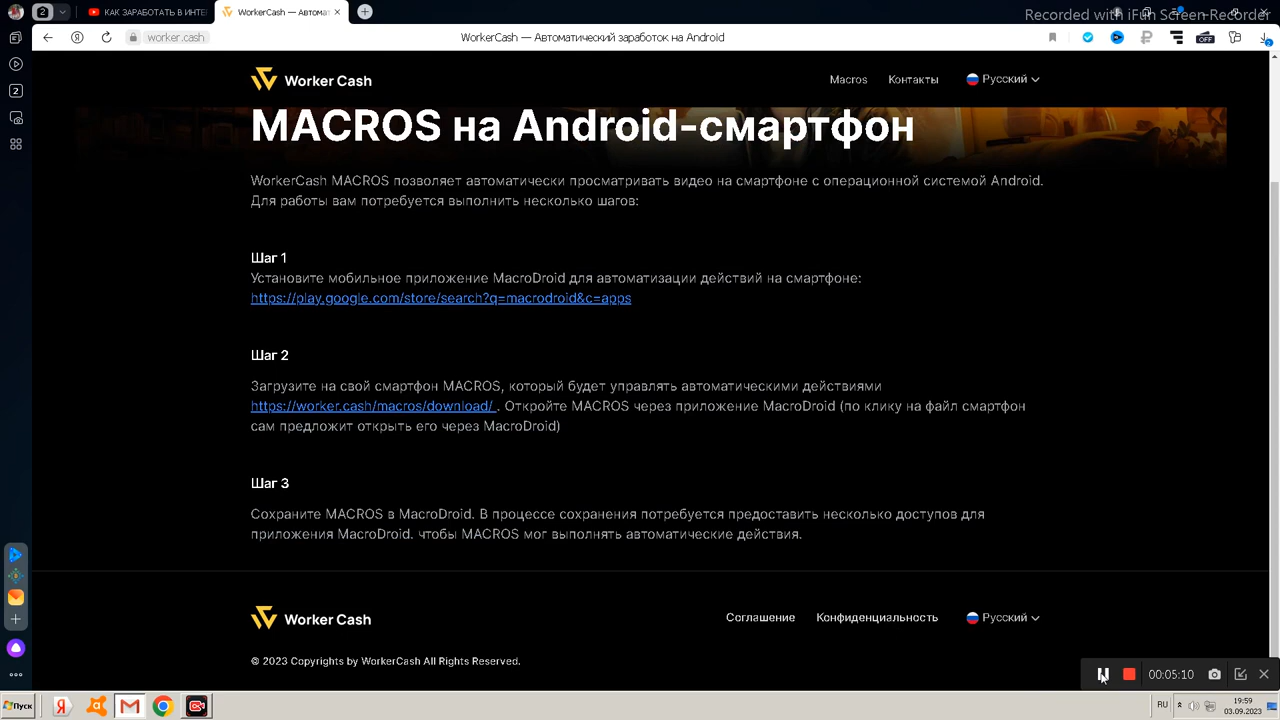 2
КАК ЗАРАБОТАТЬ В ИНТЕ
WorkerCash — Автомат
Recorded with iFun Screen Recorder
worker.cash
WorkerCash — Автоматический заработок на Android
OFF
2
Worker Cash
Macros
Контакты
Русский
MACROS на Android-смартфон
WorkerCash MACROS позволяет автоматически просматривать видео на смартфоне с операционной системой Android.
Для работы вам потребуется выполнить несколько шагов:
Шаг 1
Установите мобильное приложение MacroDroid для автоматизации действий на смартфоне:
https://play.google.com/store/search?q=macrodroid&c=apps
Шаг 2
Загрузите на свой смартфон MACROS, который будет управлять автоматическими действиями
https://worker.cash/macros/download/ . Откройте MACROS через приложение MacroDroid (по клику на файл смартфон
сам предложит открыть его через MacroDroid)
Шаг 3
Сохраните MACROS в MacroDroid. В процессе сохранения потребуется предоставить несколько доступов для
приложения MacroDroid. чтобы MACROS мог выполнять автоматические действия.
Worker Cash
Соглашение
Конфиденциальность
Русский
© 2023 Copyrights by WorkerCash All Rights Reserved.
00:05:10
Пуск
RU
19:59
03.09.2023